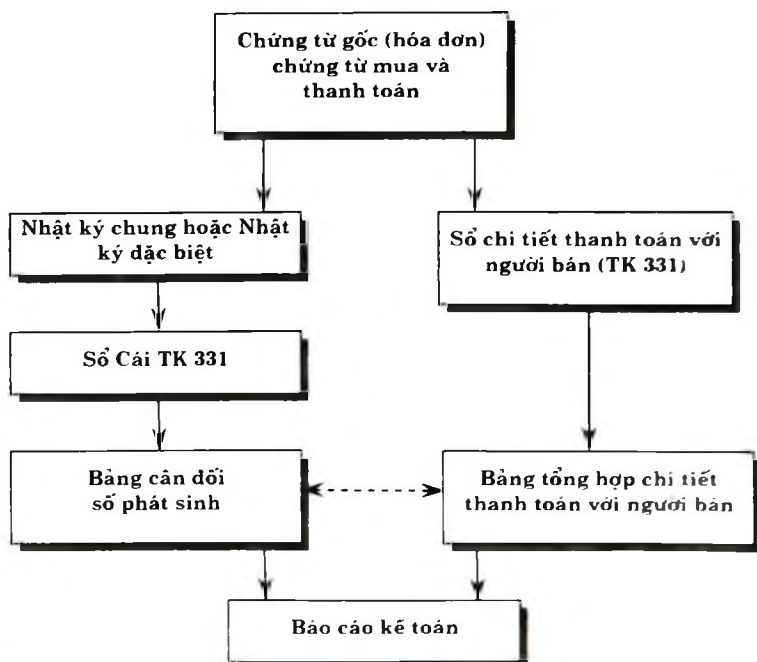 Chứng từ gốc (hóa đơn)
chứng từ mua và
thanh toán
Nhật ký chung hoặc Nhật
ký đặc biệt
Sổ chi tiết thanh toán với
người bán (TK 331)
Sổ Cái TK 331
Bảng cân đối
số phát sinh
Bảng tổng hợp chi tiết
thanh toán với người bán
Báo cáo kế toán